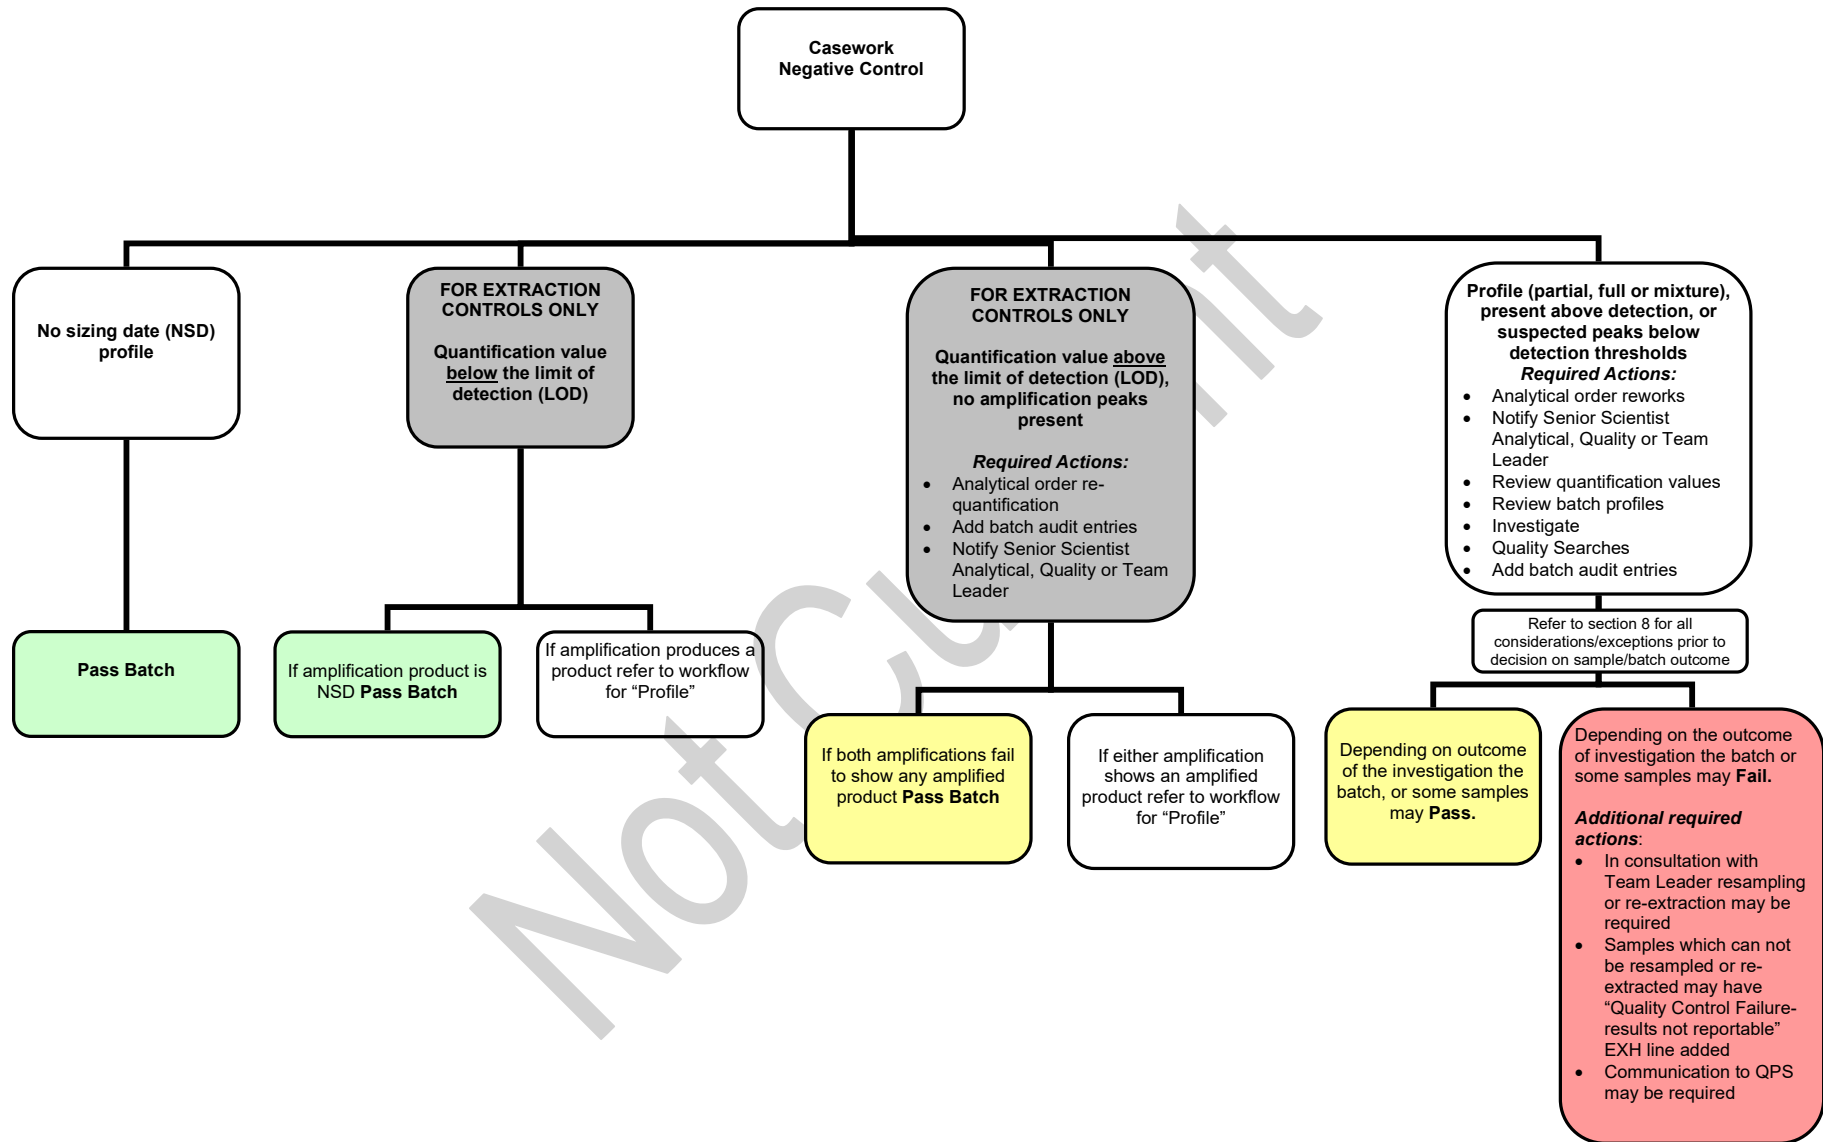 Casework
Negative Control
No sizing date (NSD)
profile
FOR EXTRACTION
CONTROLS ONLY
Quantification value
below the limit of
detection (LOD)
FOR EXTRACTION
CONTROLS ONLY
Quantification value above
the limit of detection (LOD),
no amplification peaks
present
Required Actions:
• Analytical order re-
quantification
• Add batch audit entries
• Notify Senior Scientist
Analytical, Quality or Team
Leader
Profile (partial, full or mixture),
present above detection, or
suspected peaks below
detection thresholds
Required Actions:
• Analytical order reworks
• Notify Senior Scientist
Analytical, Quality or Team
Leader
• Review quantification values
• Review batch profiles
• Investigate
• Quality Searches
• Add batch audit entries
Refer to section 8 for all
considerations/exceptions prior to
decision on sample/batch outcome
Pass Batch
If amplification product is
NSD Pass Batch
If amplification produces a
product refer to workflow
for “Profile”
If both amplifications fail
to show any amplified
product Pass Batch
If either amplification
shows an amplified
product refer to workflow
for “Profile”
Depending on outcome
of the investigation the
batch, or some samples
may Pass.
Depending on the outcome
of investigation the batch or
some samples may Fail.
Additional required
actions:
• In consultation with
Team Leader resampling
or re-extraction may be
required
• Samples which can not
be resampled or re-
extracted may have
“Quality Control Failure-
results not reportable”
EXH line added
• Communication to QPS
may be required
Not Current